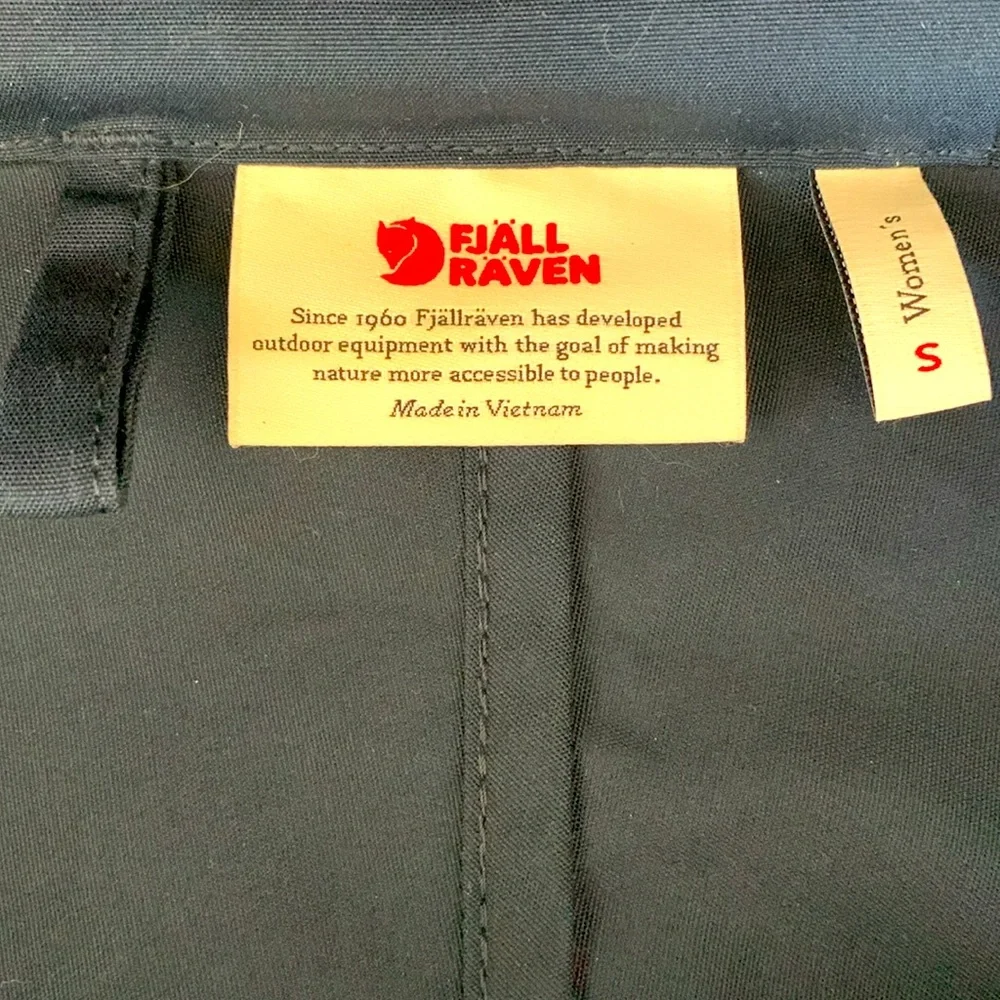 FJÄLL
RÄVEN
Since 1960 Fjällräven has developed
outdoor equipment with the goal of making
nature more accessible to people.
Made in Vietnam
Women's
S